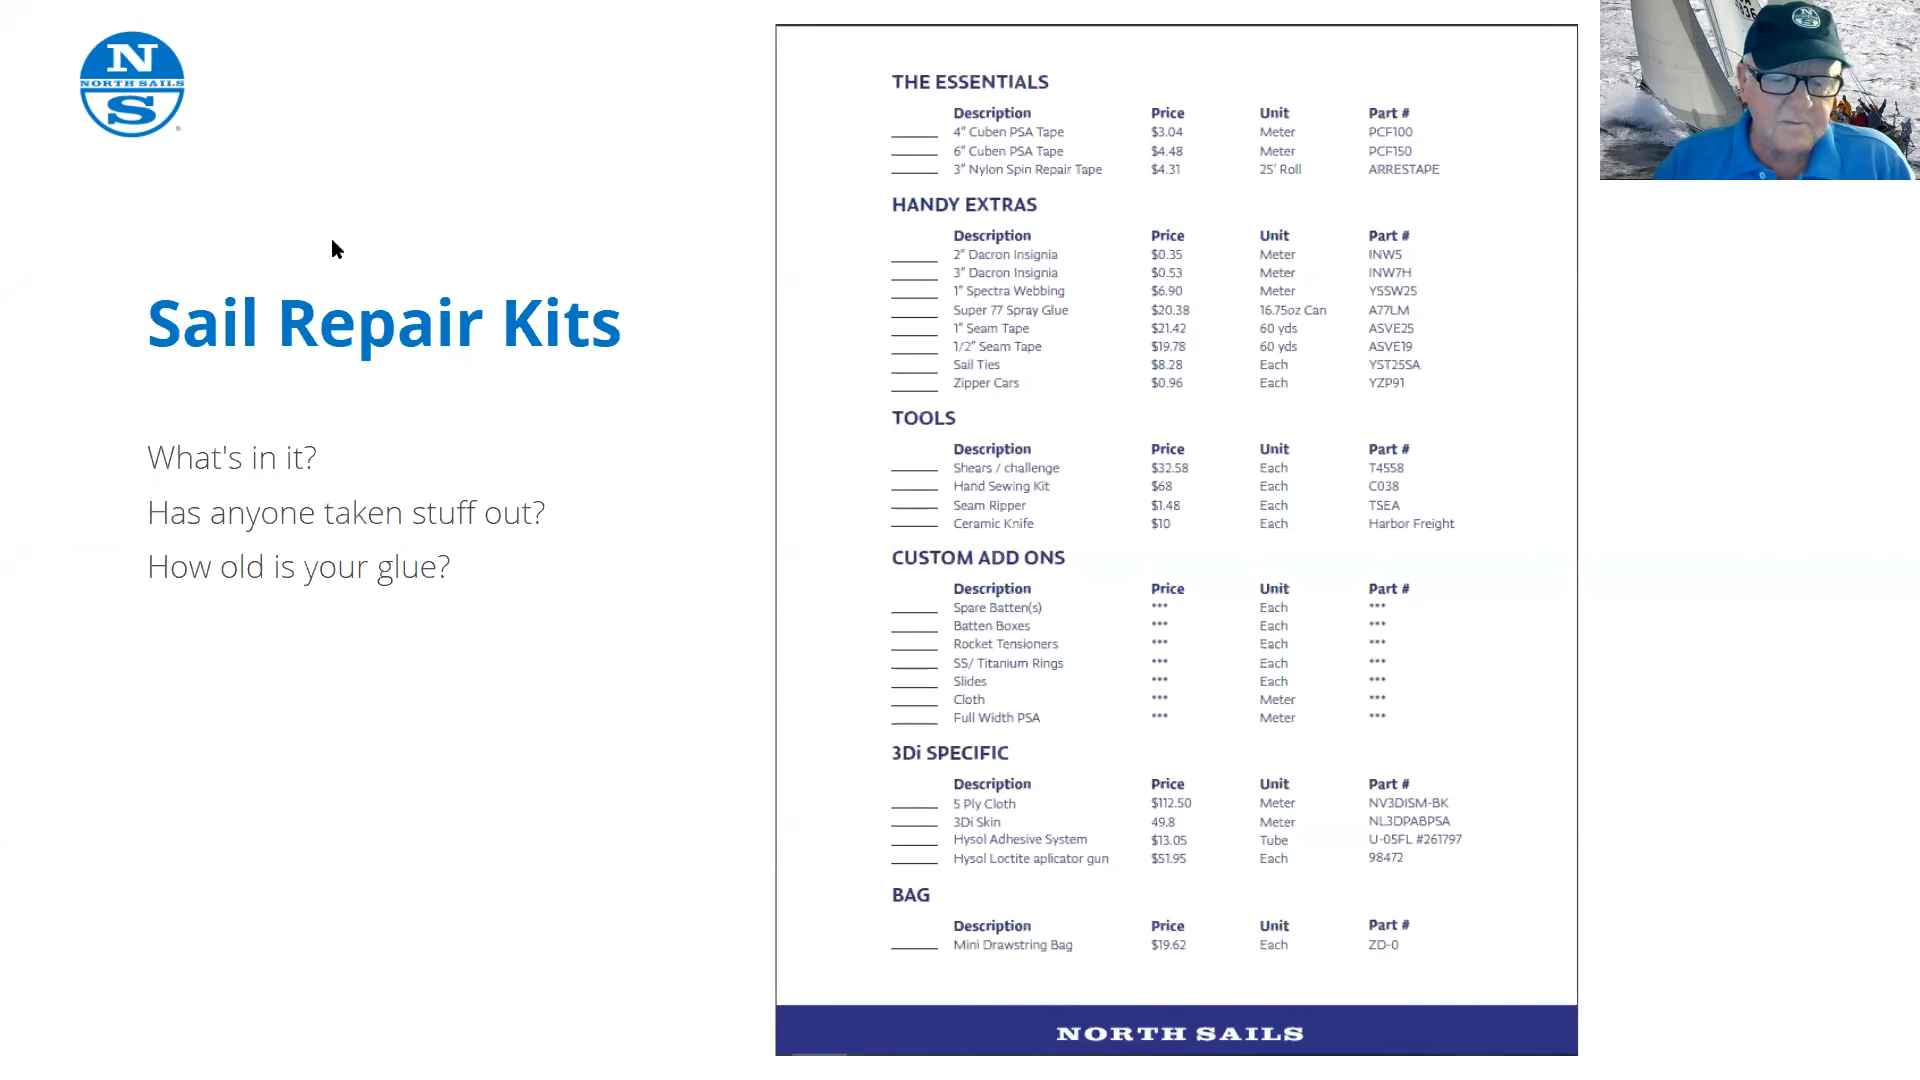 N
NORTH SAILS
S
Sail Repair Kits
What's in it?
Has anyone taken stuff out?
How old is your glue?
THE ESSENTIALS
Description Price Unit Part #
4" Cuben PSA Tape $3.04 Meter PCF100
6" Cuben PSA Tape $4.48 Meter PCF150
3" Nylon Spin Repair Tape $4.31 25' Roll ARRESTAPE
HANDY EXTRAS
Description Price Unit Part #
2" Dacron Insignia $0.35 Meter INW5
3" Dacron Insignia $0.53 Meter INW7H
1" Spectra Webbing $6.90 Meter YSSW25
Super 77 Spray Glue $20.38 16.75oz Can A77LM
1" Seam Tape $21.42 60 yds ASVE25
1/2" Seam Tape $19.78 60 yds ASVE19
Sail Ties $8.28 Each YST25SA
Zipper Cars $0.96 Each YZP91
TOOLS
Description Price Unit Part #
Shears / challenge $32.58 Each T4558
Hand Sewing Kit $68 Each C038
Seam Ripper $1.48 Each TSEA
Ceramic Knife $10 Each Harbor Freight
CUSTOM ADD ONS
Description Price Unit Part #
Spare Batten(s) *** Each ***
Batten Boxes *** Each ***
Rocket Tensioners *** Each ***
SS/ Titanium Rings *** Each ***
Slides *** Each ***
Cloth *** Meter ***
Full Width PSA *** Meter ***
3Di SPECIFIC
Description Price Unit Part #
5 Ply Cloth $112.50 Meter NV3DISM-BK
3Di Skin 49.8 Meter NL3DPABPSA
Hysol Adhesive System $13.05 Tube U-05FL #261797
Hysol Loctite aplicator gun $51.95 Each 98472
BAG
Description Price Unit Part #
Mini Drawstring Bag $19.62 Each ZD-0
NORTH SAILS